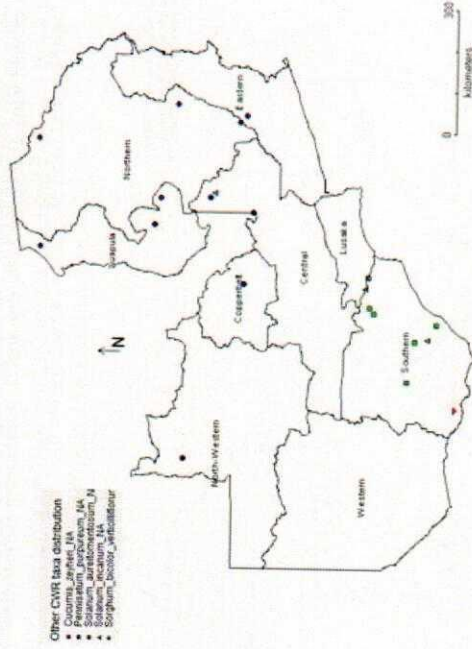 Other CWR taxa distribution
Cucumis_zeyheri_NA
Pennisetum_purpureum_NA
Solanum_aureitomentosum_N
Solanum_incanum_NA
Sorghum_bicolor_verticilliflorum
N
Northern
Luapula
Eastern
Copperbelt
North-Western
Central
Lusaka
Southern
Western
0 300
kilometers